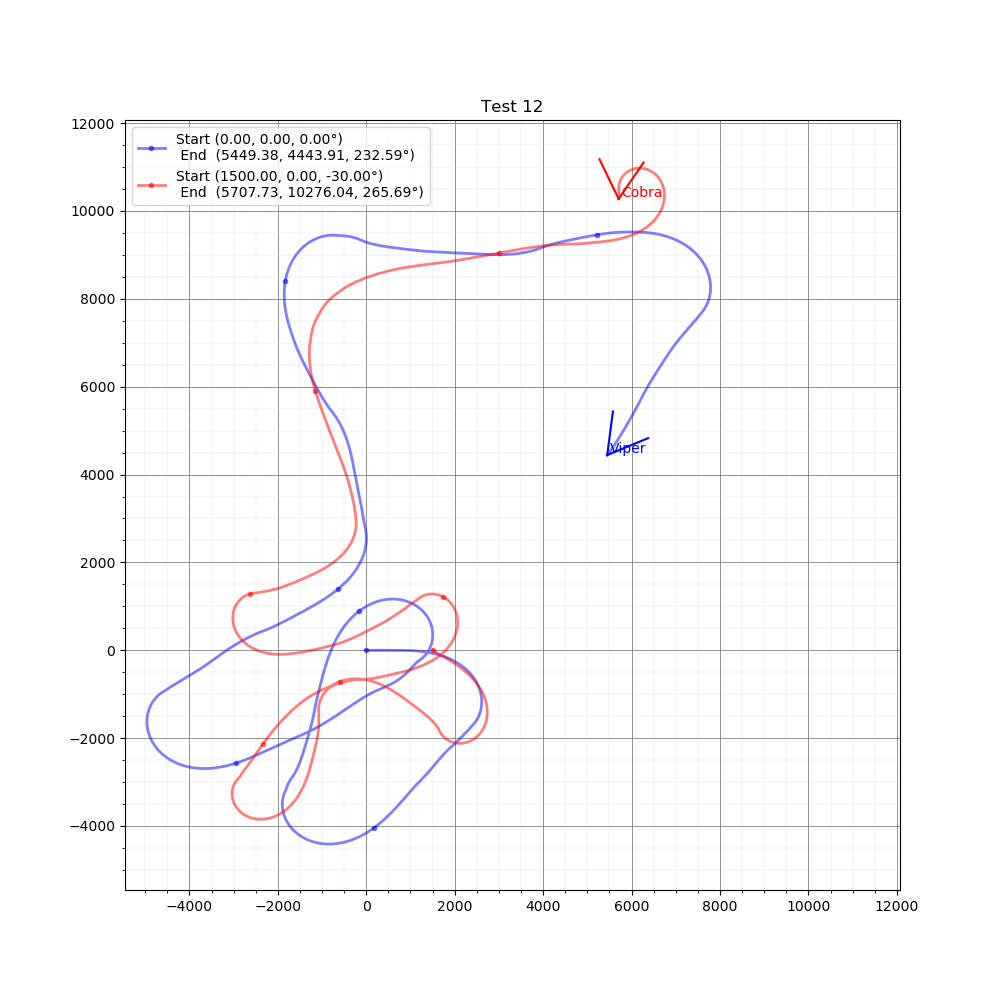 Test 12
Start (0.00, 0.00, 0.00°)
End (5449.38, 4443.91, 232.59°)
Start (1500.00, 0.00, -30.00°)
End (5707.73, 10276.04, 265.69°)
12000
10000
8000
6000
4000
2000
0
−2000
−4000
Cobra
Viper
−4000 −2000 0 2000 4000 6000 8000 10000 12000